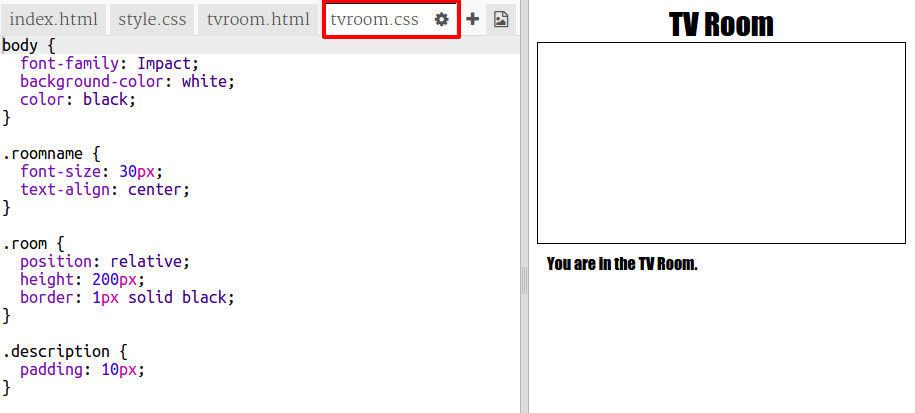 index.html style.css tvroom.html tvroom.css
body {
  font-family: Impact;
  background-color: white;
  color: black;
}
.roomname {
  font-size: 30px;
  text-align: center;
}
.room {
  position: relative;
  height: 200px;
  border: 1px solid black;
}
.description {
  padding: 10px;
}
TV Room
You are in the TV Room.